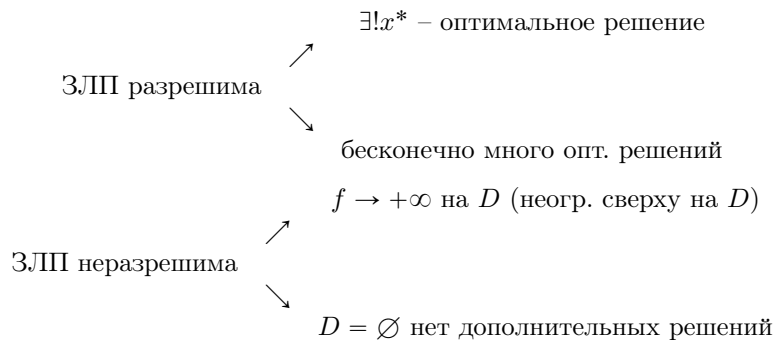 ∃!x* – оптимальное решение
ЗЛП разрешима
бесконечно много опт. решений
f → +∞ на D (неогр. сверху на D)
ЗЛП неразрешима
D = ∅ нет дополнительных решений